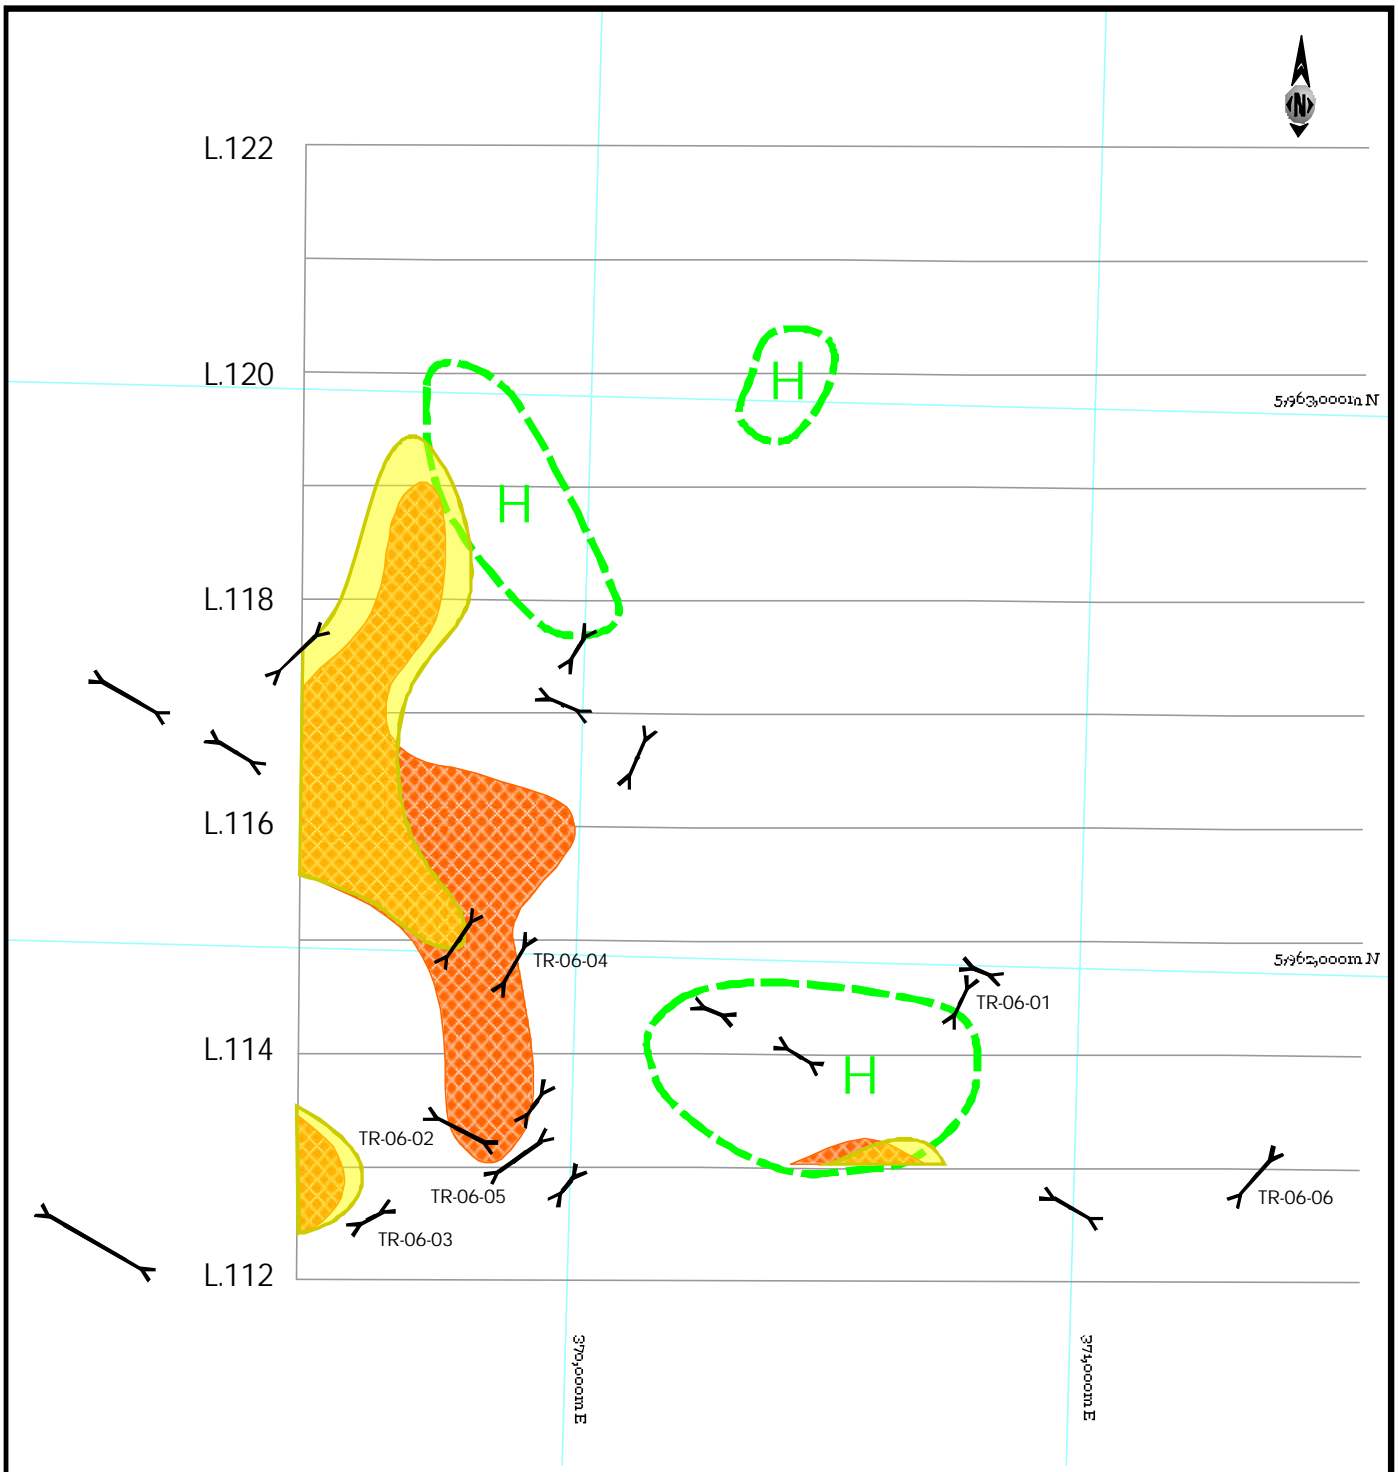 N
L.122
L.120
H
5,963,000m N
H
L.118
L.116
TR-06-04
5,962,000m N
TR-06-01
L.114
H
TR-06-02
TR-06-05
TR-06-06
TR-06-03
L.112
370,000m E
371,000m E